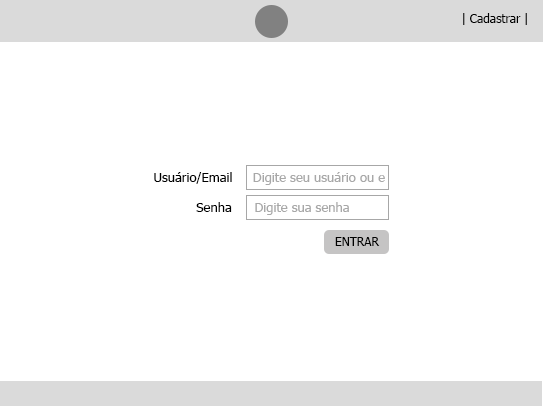 | Cadastrar |
Usuário/Email Digite seu usuário ou e
Senha Digite sua senha
ENTRAR